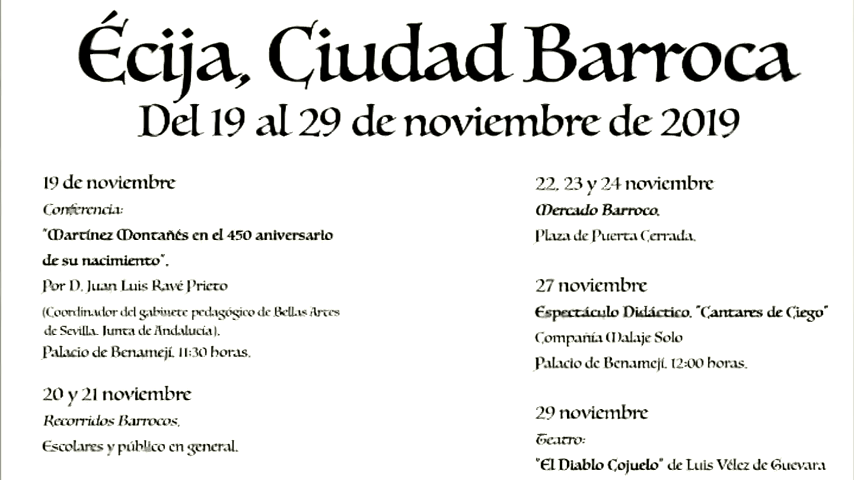 Écija, Ciudad Barroca
Del 19 al 29 de noviembre de 2019
19 de noviembre
Conferencia:
"Martínez Montañés en el 450 aniversario
de su nacimiento".
Por D. Juan Luis Ravé Prieto
(Coordinador del gabinete pedagógico de Bellas Artes
de Sevilla. Junta de Andalucía).
Palacio de Benamejí. 11:30 horas.
20 y 21 noviembre
Recorridos Barrocos.
Escolares y público en general.
22, 23 y 24 noviembre
Mercado Barroco.
Plaza de Puerta Cerrada.
27 noviembre
Espectáculo Didáctico. "Cantares de Ciego"
Compañía Malaje Solo
Palacio de Benamejí. 12:00 horas.
29 noviembre
Teatro:
"El Diablo Cojuelo" de Luis Vélez de Guevara